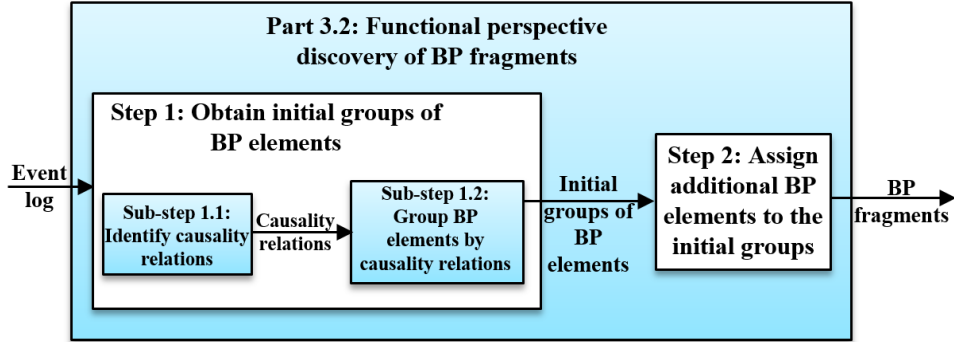 Part 3.2: Functional perspective
discovery of BP fragments
Step 1: Obtain initial groups of
BP elements
Event
log
Sub-step 1.1:
Identify causality
relations
Causality
relations
Sub-step 1.2:
Group BP
elements by
causality relations
Initial
groups of
BP
elements
Step 2: Assign
additional BP
elements to the
initial groups
BP
fragments